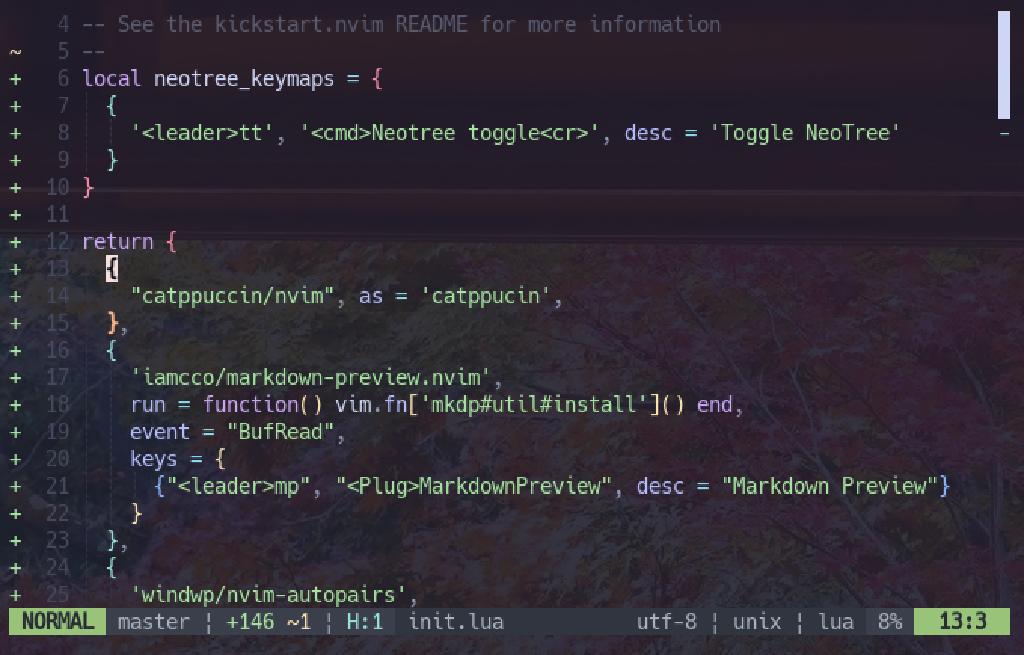 4 -- See the kickstart.nvim README for more information
~ 5 --
+ 6 local neotree_keymaps = {
+ 7 {
+ 8 '<leader>tt', '<cmd>Neotree toggle<cr>', desc = 'Toggle NeoTree'
+ 9 }
+ 10 }
+ 11
+ 12 return {
+ 13 {
+ 14 "catppuccin/nvim", as = 'catppucin',
+ 15 },
+ 16 {
+ 17 'iamcco/markdown-preview.nvim',
+ 18 run = function() vim.fn['mkdp#util#install']() end,
+ 19 event = "BufRead",
+ 20 keys = {
+ 21 {"<leader>mp", "<Plug>MarkdownPreview", desc = "Markdown Preview"}
+ 22 }
+ 23 },
+ 24 {
+ 25 'windwp/nvim-autopairs',
NORMAL master ¦ +146 ~1 ¦ H:1 init.lua utf-8 ¦ unix ¦ lua 8% 13:3